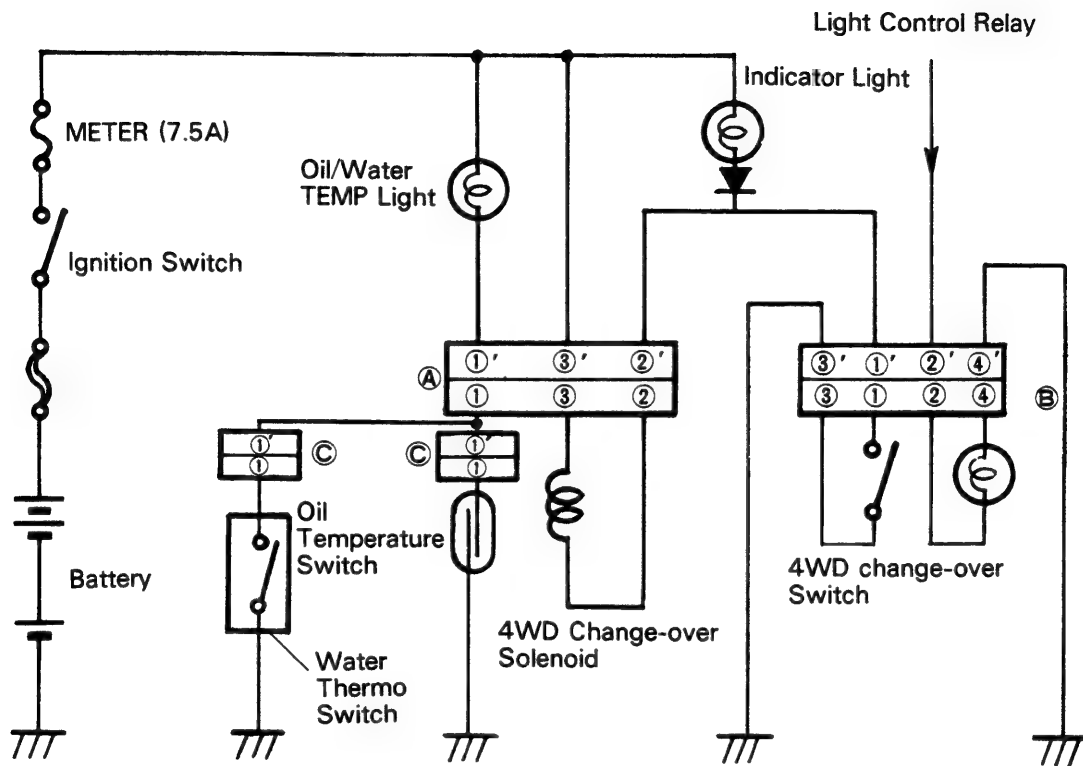 Light Control Relay
Indicator Light
METER (7.5A)
Oil/Water
TEMP Light
Ignition Switch
①' ③' ②'
Ⓐ
① ③ ②
③' ①' ②' ④'
③ ① ② ④
Ⓑ
①'
①
Ⓒ
Ⓒ
①'
①
Oil
Temperature
Switch
Battery
4WD Change-over
Solenoid
4WD change-over
Switch
Water
Thermo
Switch